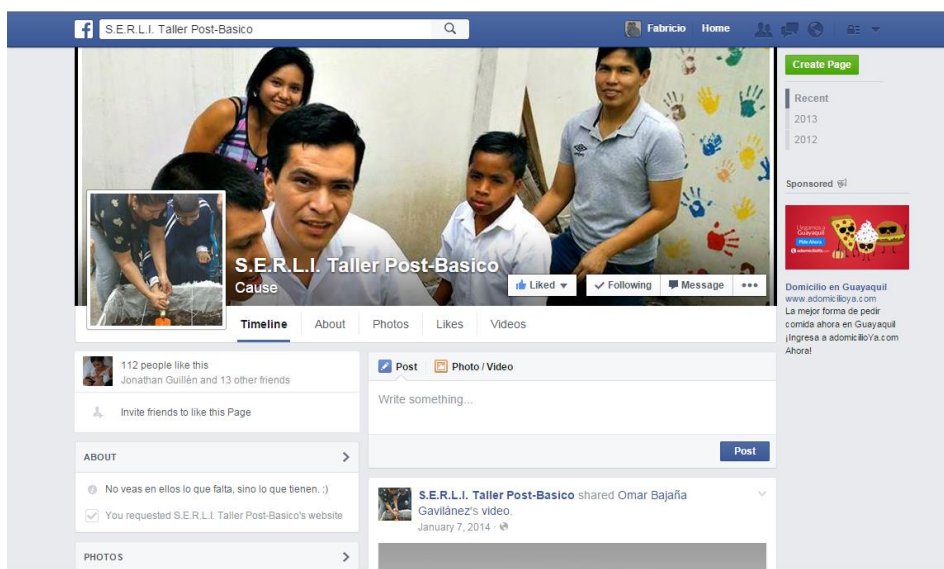 S.E.R.L.I. Taller Post-Basico
Fabricio Home
Create Page
Recent
2013
2012
Sponsored
Llegamos a
Guayaquil
Pide Ahora
Domicilio en Guayaquil
www.adomicilioya.com
La mejor forma de pedir
comida ahora en Guayaquil
¡Ingresa a adomicilioYa.com
Ahora!
S.E.R.L.I. Taller Post-Basico
Cause
Liked Following Message
Timeline About Photos Likes Videos
112 people like this
Jonathan Guillén and 13 other friends
Invite friends to like this Page
ABOUT
No veas en ellos lo que falta, sino lo que tienen. :)
You requested S.E.R.L.I. Taller Post-Basico's website
PHOTOS
Post Photo / Video
Write something...
Post
S.E.R.L.I. Taller Post-Basico shared Omar Bajaña
Gavilánez's video.
January 7, 2014